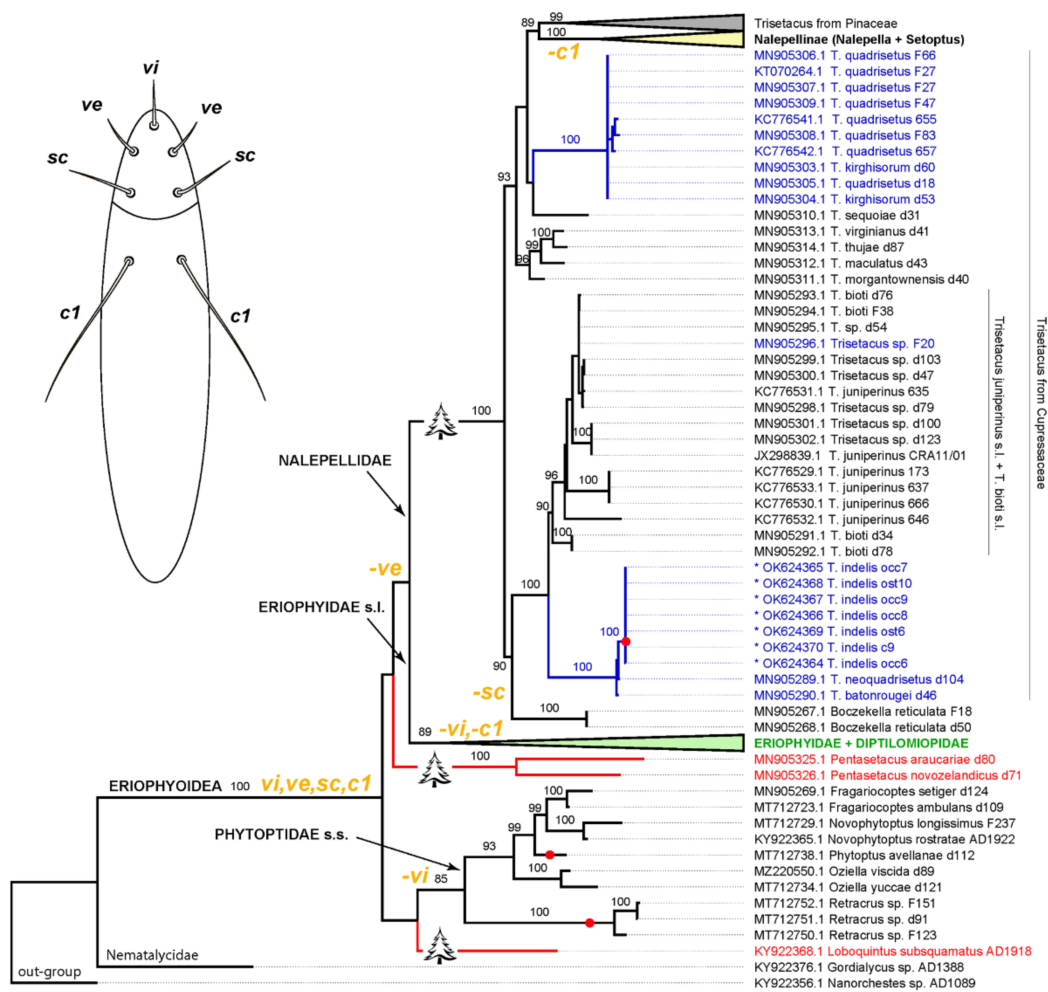 vi
ve
ve
sc
sc
c1
c1
99
Trisetacus from Pinaceae
89
100
Nalepellinae (Nalepella + Setoptus)
-c1
MN905306.1 T. quadrisetus F66
KT070264.1 T. quadrisetus F27
MN905307.1 T. quadrisetus F27
MN905309.1 T. quadrisetus F47
KC776541.1 T. quadrisetus 655
MN905308.1 T. quadrisetus F83
100
KC776542.1 T. quadrisetus 657
MN905303.1 T. kirghisorum d60
93
MN905305.1 T. quadrisetus d18
MN905304.1 T. kirghisorum d53
MN905310.1 T. sequoiae d31
100
MN905313.1 T. virginianus d41
99
MN905314.1 T. thujae d87
96
MN905312.1 T. maculatus d43
MN905311.1 T. morgantownensis d40
MN905293.1 T. bioti d76
MN905294.1 T. bioti F38
MN905295.1 T. sp. d54
MN905296.1 Trisetacus sp. F20
MN905299.1 Trisetacus sp. d103
MN905300.1 Trisetacus sp. d47
KC776531.1 T. juniperinus 635
MN905298.1 Trisetacus sp. d79
100
MN905301.1 Trisetacus sp. d100
100
MN905302.1 Trisetacus sp. d123
JX298839.1 T. juniperinus CRA11/01
96
100
KC776529.1 T. juniperinus 173
KC776533.1 T. juniperinus 637
90
KC776530.1 T. juniperinus 666
KC776532.1 T. juniperinus 646
100
MN905291.1 T. bioti d34
MN905292.1 T. bioti d78
Trisetacus juniperinus s.l. + T. bioti s.l.
Trisetacus from Cupressaceae
NALEPELLIDAE
-ve
100
* OK624365 T. indelis occ7
* OK624368 T. indelis ost10
* OK624367 T. indelis occ9
ERIOPHYIDAE s.l.
* OK624366 T. indelis occ8
100
* OK624369 T. indelis ost6
* OK624370 T. indelis c9
90
100
* OK624364 T. indelis occ6
MN905289.1 T. neoquadrisetus d104
-sc
MN905290.1 T. batonrougei d46
100
MN905267.1 Boczekella reticulata F18
MN905268.1 Boczekella reticulata d50
89
-vi,-c1
ERIOPHYIDAE + DIPTILOMIOPIDAE
100
MN905325.1 Pentasetacus araucariae d80
MN905326.1 Pentasetacus novozelandicus d71
ERIOPHYOIDEA
100
vi,ve,sc,c1
100
MN905269.1 Fragariocoptes setiger d124
99
MT712723.1 Fragariocoptes ambulans d109
100
MT712729.1 Novophytoptus longissimus F237
PHYTOPTIDAE s.s.
99
KY922365.1 Novophytoptus rostratae AD1922
93
MT712738.1 Phytoptus avellanae d112
-vi
85
100
MZ220550.1 Oziella viscida d89
MT712734.1 Oziella yuccae d121
100
MT712752.1 Retracrus sp. F151
100
MT712751.1 Retracrus sp. d91
MT712750.1 Retracrus sp. F123
KY922368.1 Loboquintus subsquamatus AD1918
Nematalycidae
KY922376.1 Gordialycus sp. AD1388
out-group
KY922356.1 Nanorchestes sp. AD1089